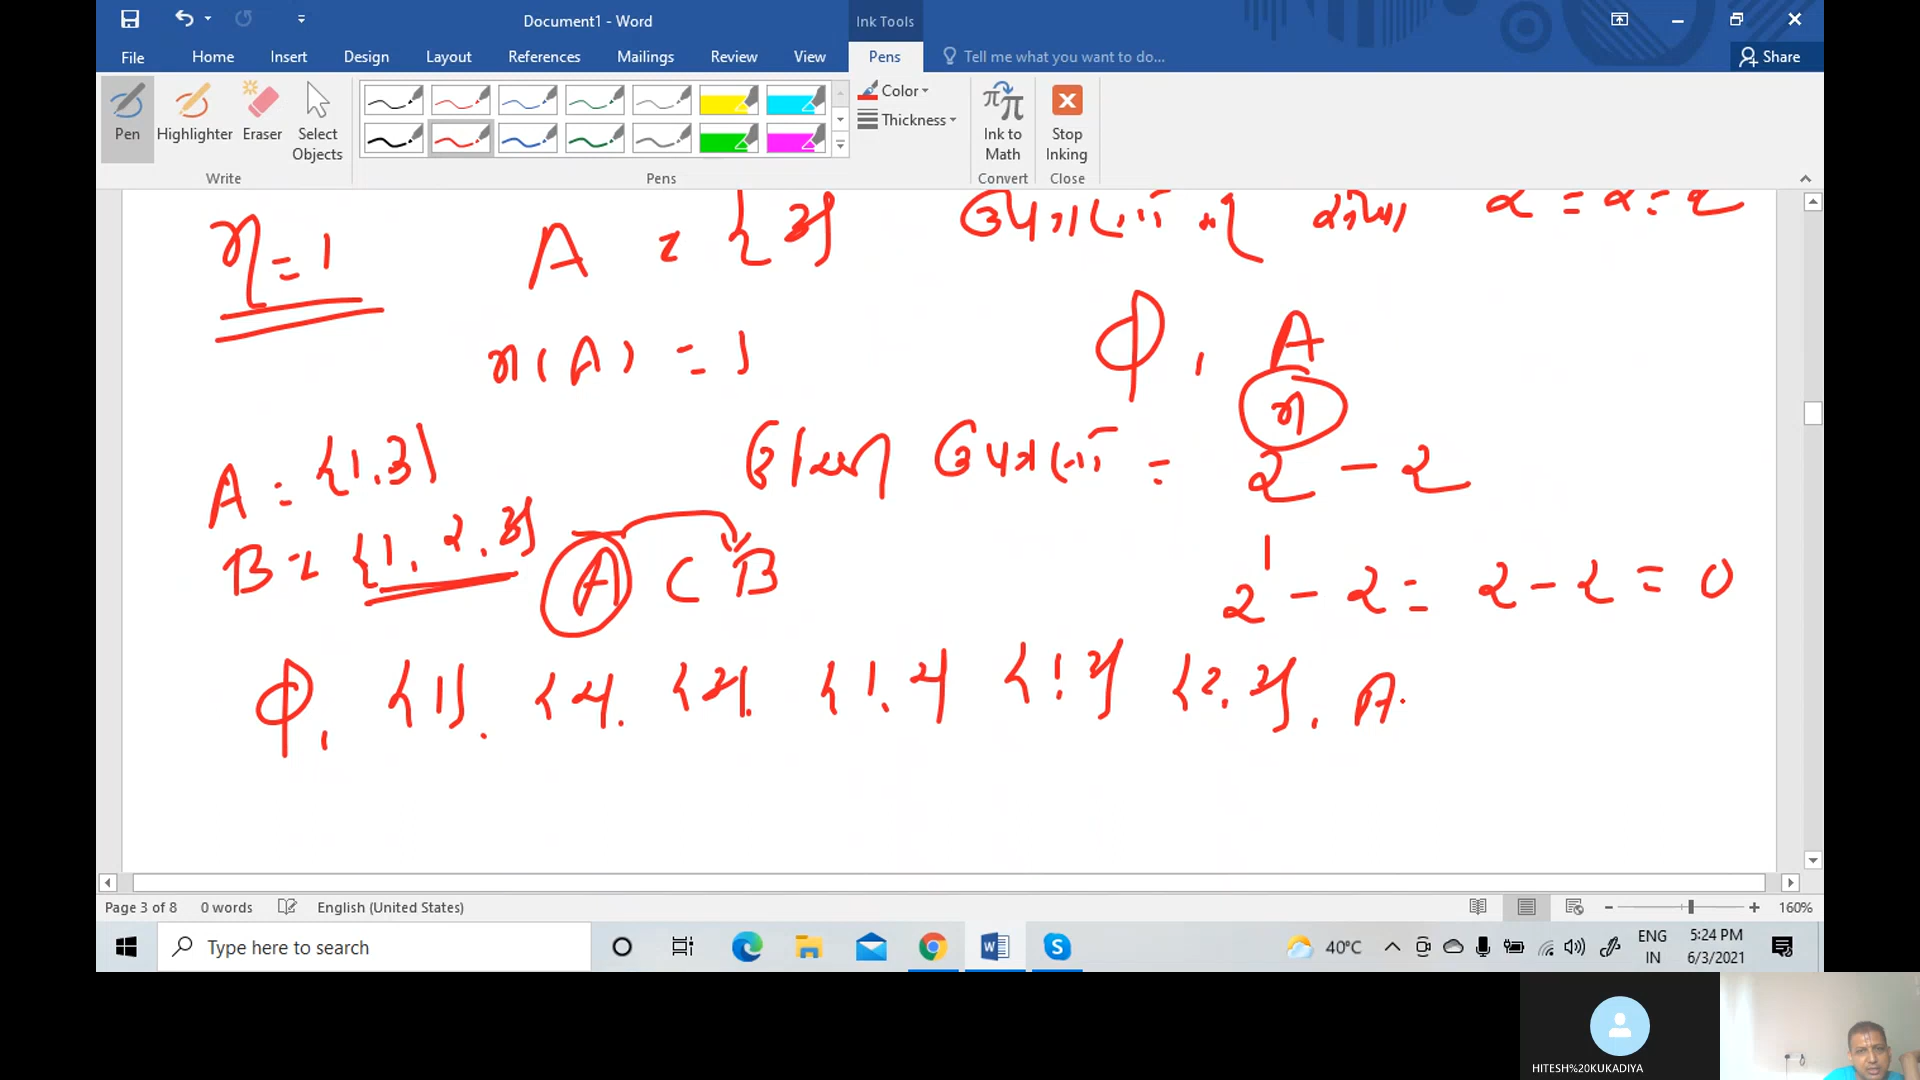 Document1 - Word
Ink Tools
File Home Insert Design Layout References Mailings Review View Pens Tell me what you want to do... Share
Pen Highlighter Eraser Select Objects
Color
Thickness
Ink to Math
Stop Inking
Write Pens Convert Close
η = 1 A = {3}
n(A) = 1 ϕ, A
A = {1,3} ઉચિત ઉપગણ = 2ⁿ - 2
B = {1, 2, 3} A ⊂ B
2¹ - 2 = 2 - 2 = 0
ϕ, {1}, {2}, {3}, {1,2} {1,3} {2,3}, A
Page 3 of 8 0 words English (United States) 160%
Type here to search
40°C ENG IN 5:24 PM 6/3/2021
HITESH%20KUKADIYA